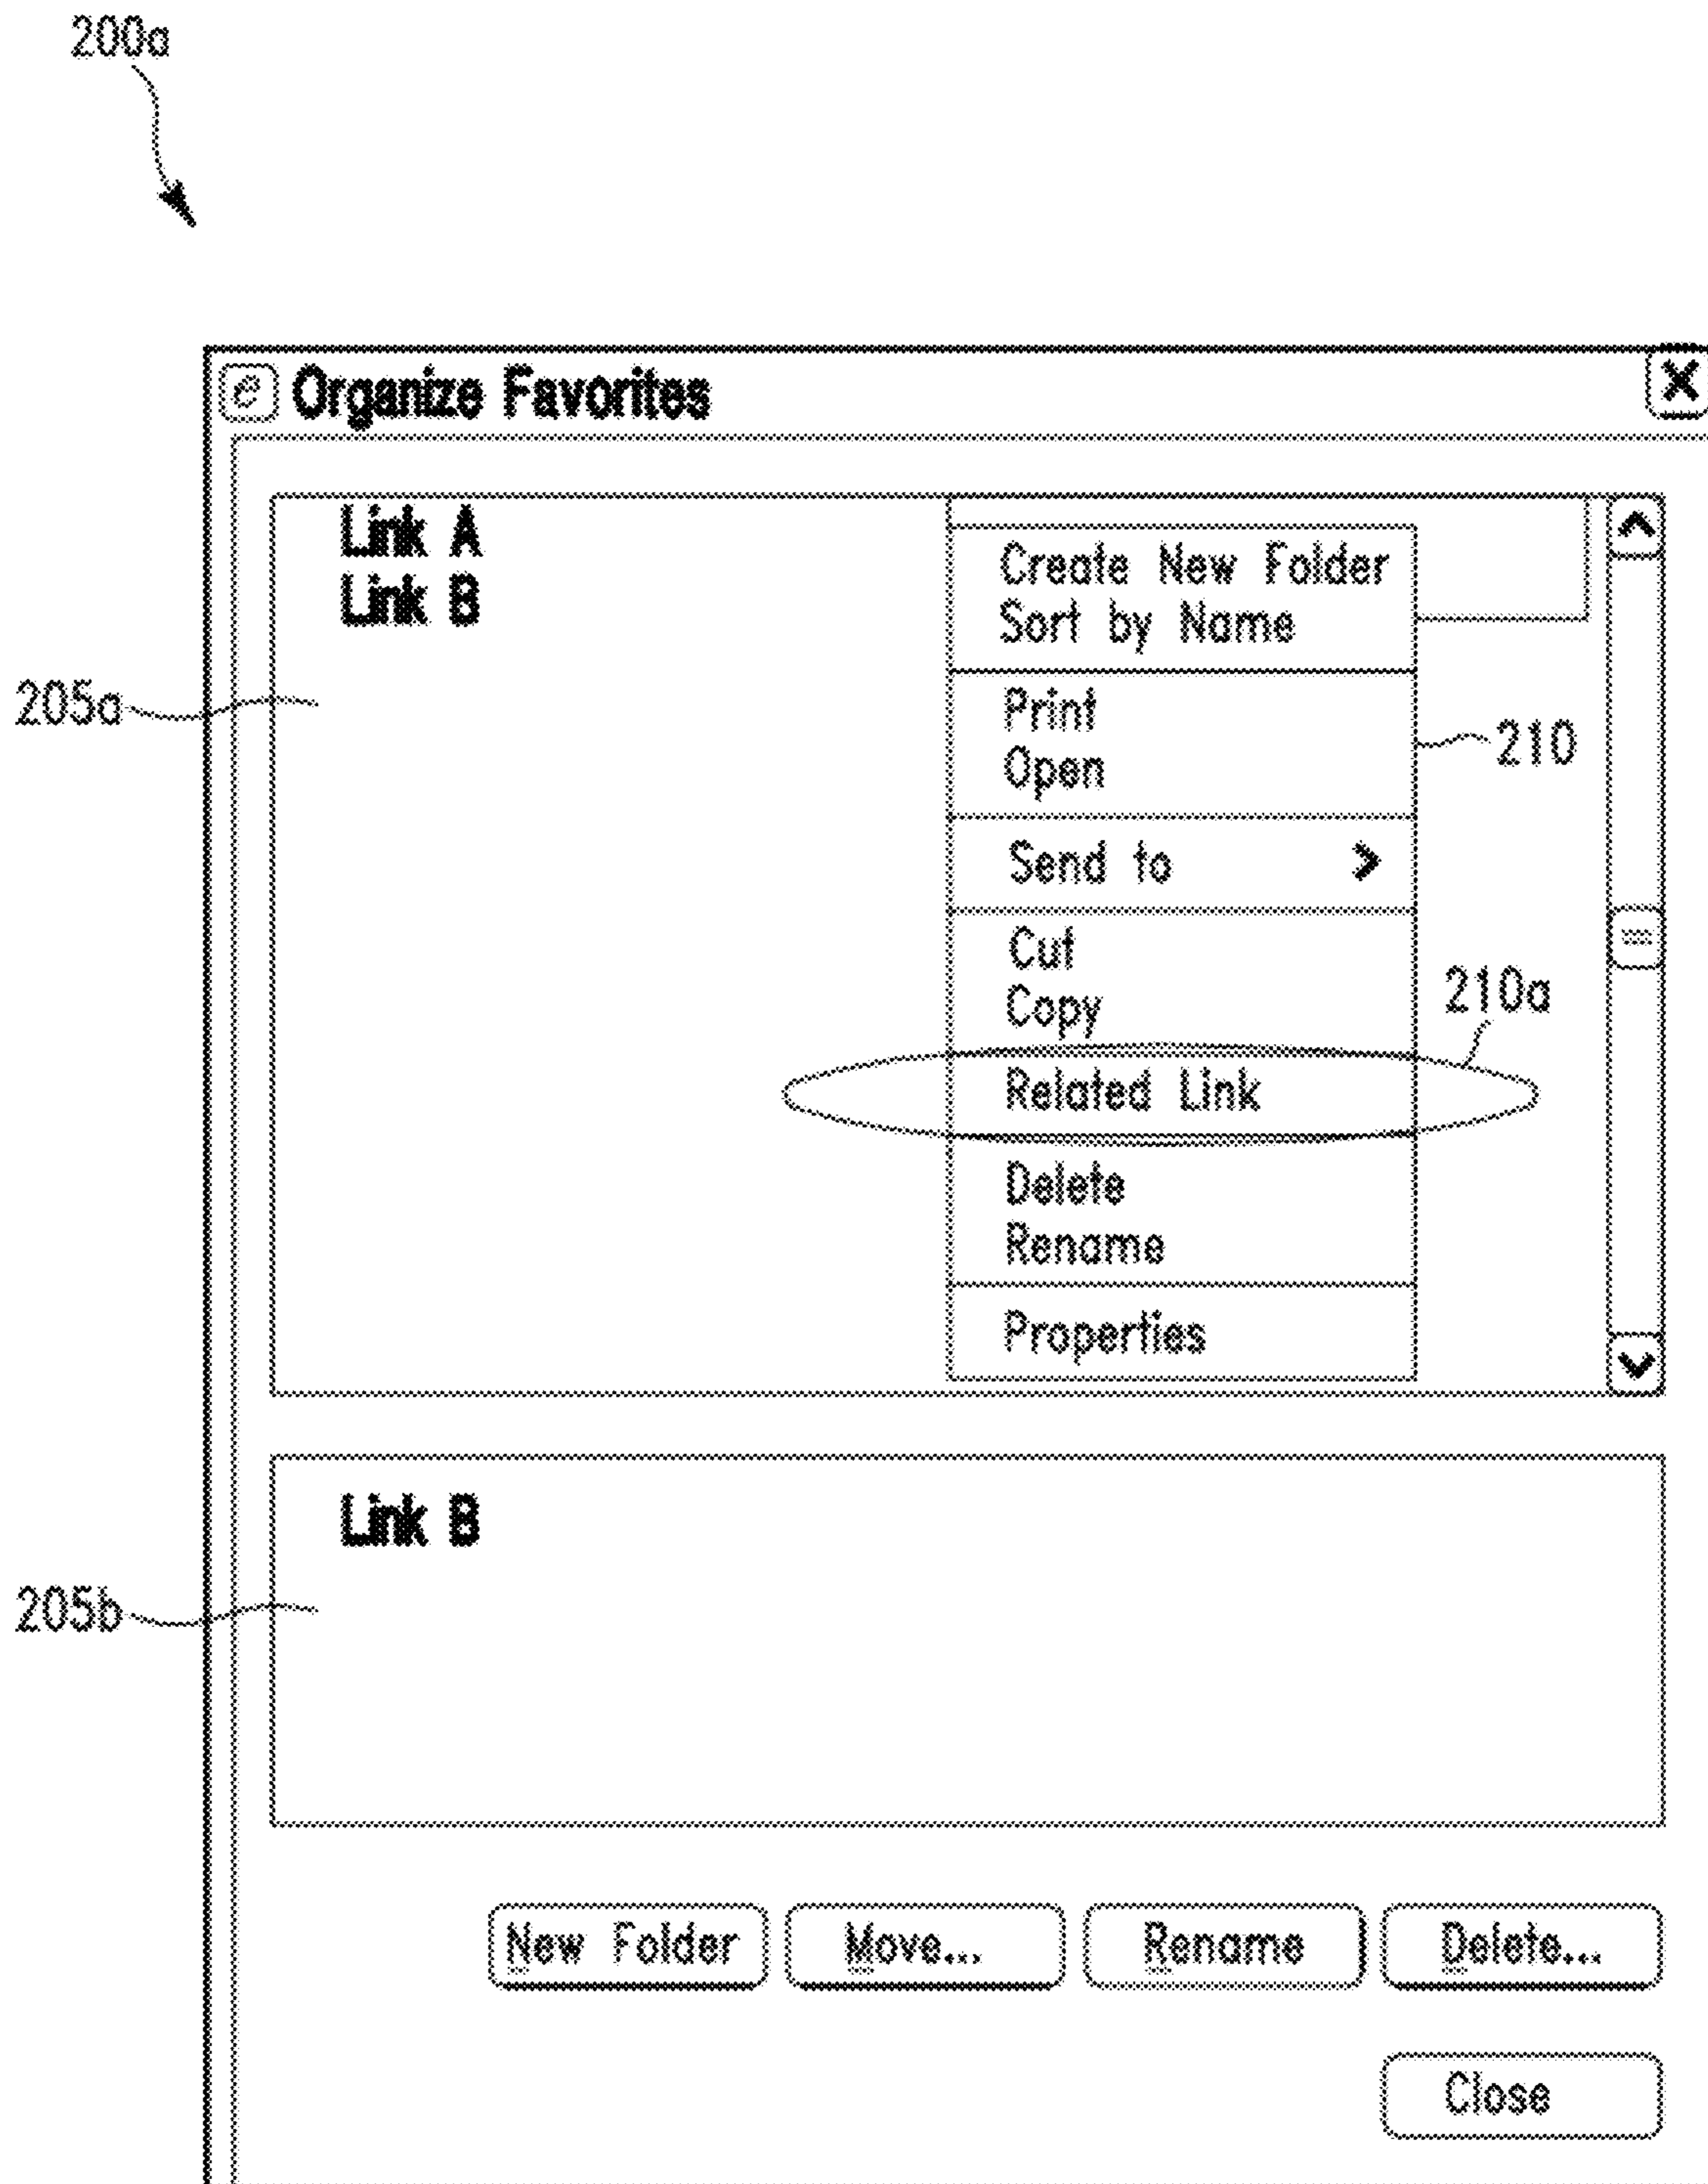 200a
e Organize Favorites X
Link A
Link B
Create New Folder
Sort by Name
205a
Print
210
Open
Send to >
Cut
210a
Copy
Related Link
Delete
Rename
Properties
Link B
205b
New Folder Move... Rename Delete...
Close